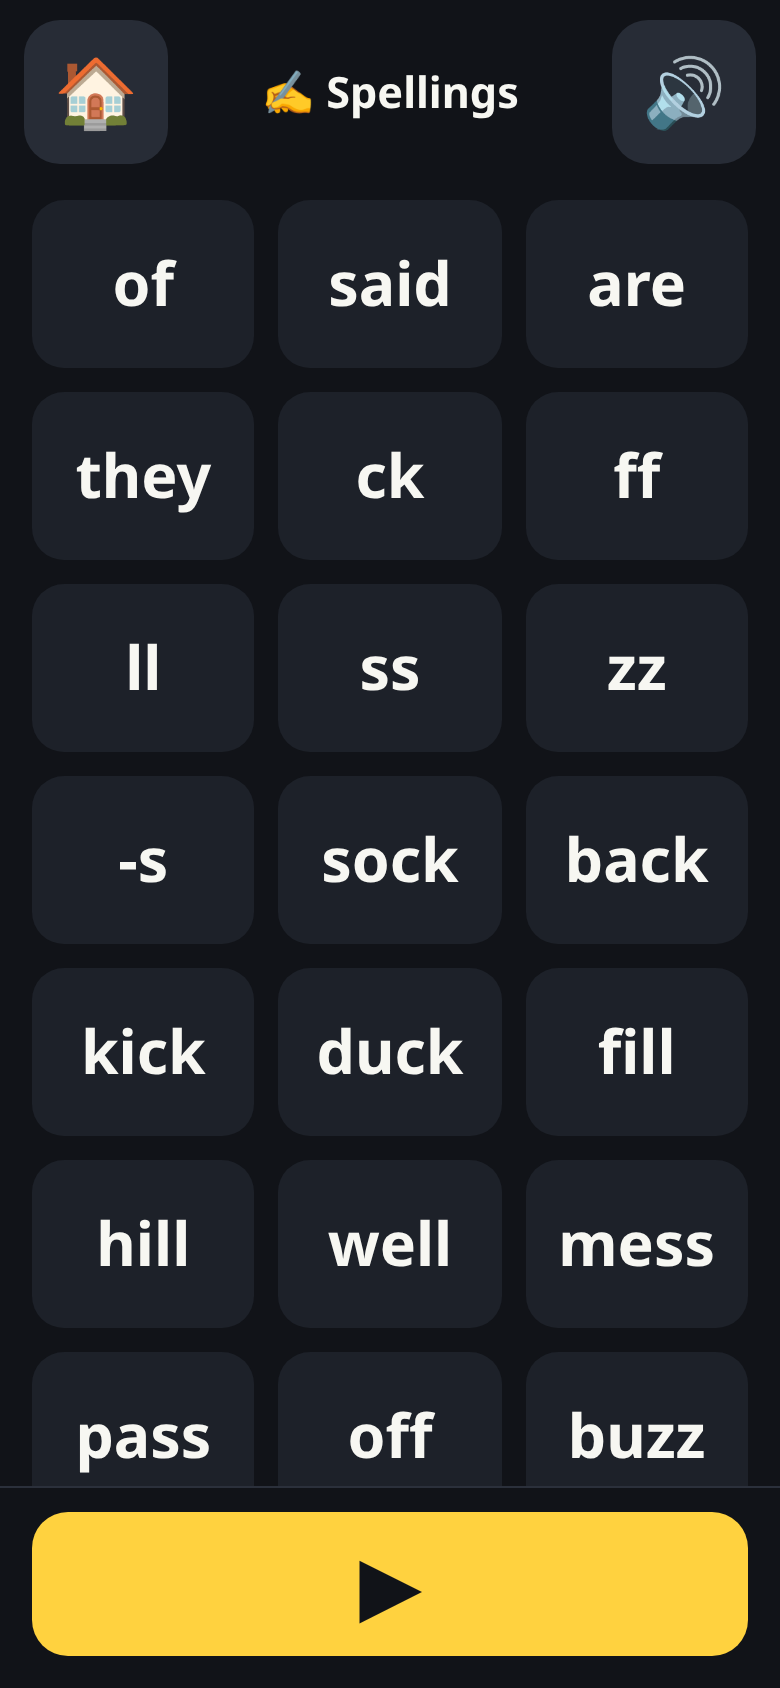 Spellings
of said are
they ck ff
ll ss zz
-s sock back
kick duck fill
hill well mess
pass off buzz